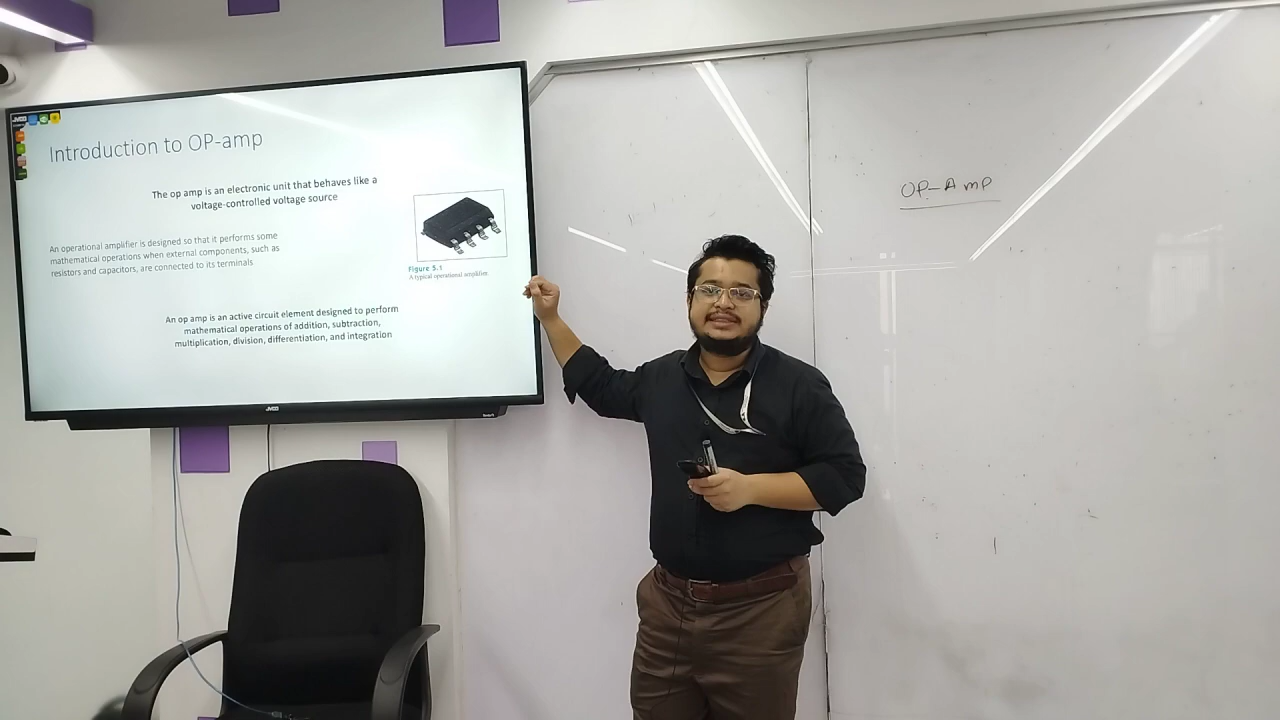 JVCO
Introduction to OP-amp
The op amp is an electronic unit that behaves like a
voltage-controlled voltage source
An operational amplifier is designed so that it performs some
mathematical operations when external components, such as
resistors and capacitors, are connected to its terminals
Figure 5.1
A typical operational amplifier.
An op amp is an active circuit element designed to perform
mathematical operations of addition, subtraction,
multiplication, division, differentiation, and integration
JVCO
OP-Amp